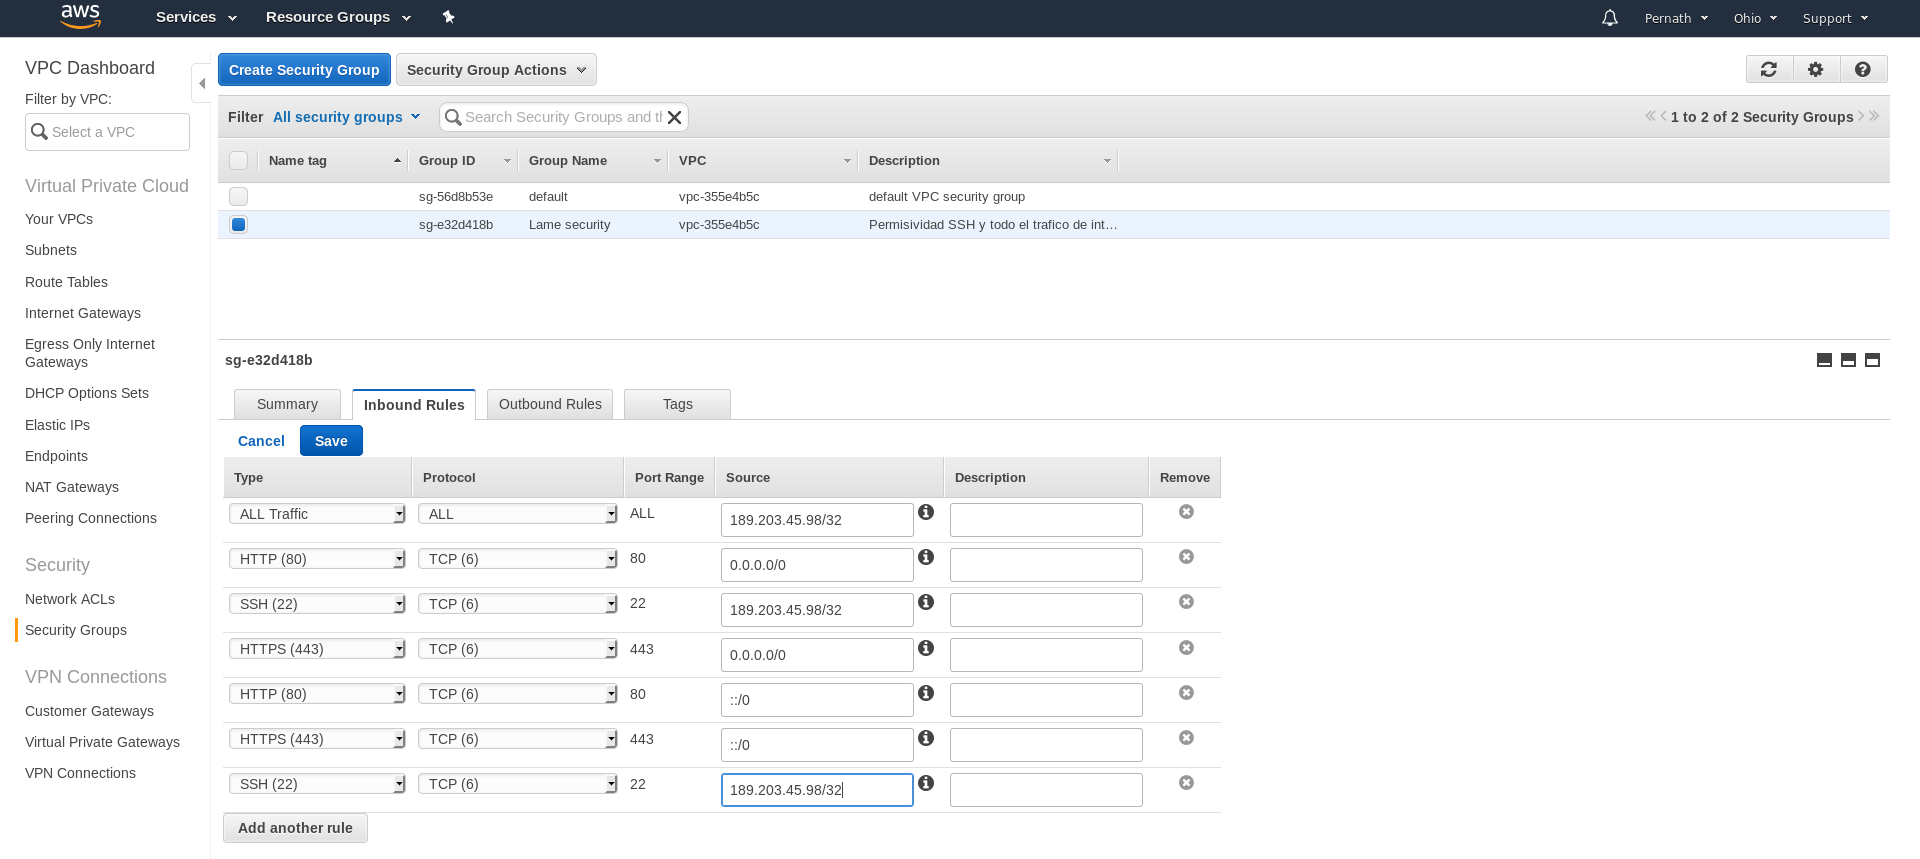 aws Services Resource Groups Pernath Ohio Support
VPC Dashboard
Filter by VPC:
Select a VPC
Virtual Private Cloud
Your VPCs
Subnets
Route Tables
Internet Gateways
Egress Only Internet
Gateways
DHCP Options Sets
Elastic IPs
Endpoints
NAT Gateways
Peering Connections
Security
Network ACLs
Security Groups
VPN Connections
Customer Gateways
Virtual Private Gateways
VPN Connections
Create Security Group Security Group Actions
Filter All security groups Search Security Groups and th 1 to 2 of 2 Security Groups
Name tag Group ID Group Name VPC Description
sg-56d8b53e default vpc-355e4b5c default VPC security group
sg-e32d418b Lame security vpc-355e4b5c Permisividad SSH y todo el trafico de int…
sg-e32d418b
Summary Inbound Rules Outbound Rules Tags
Cancel Save
Type Protocol Port Range Source Description Remove
ALL Traffic ALL ALL 189.203.45.98/32
HTTP (80) TCP (6) 80 0.0.0.0/0
SSH (22) TCP (6) 22 189.203.45.98/32
HTTPS (443) TCP (6) 443 0.0.0.0/0
HTTP (80) TCP (6) 80 ::/0
HTTPS (443) TCP (6) 443 ::/0
SSH (22) TCP (6) 22 189.203.45.98/32
Add another rule